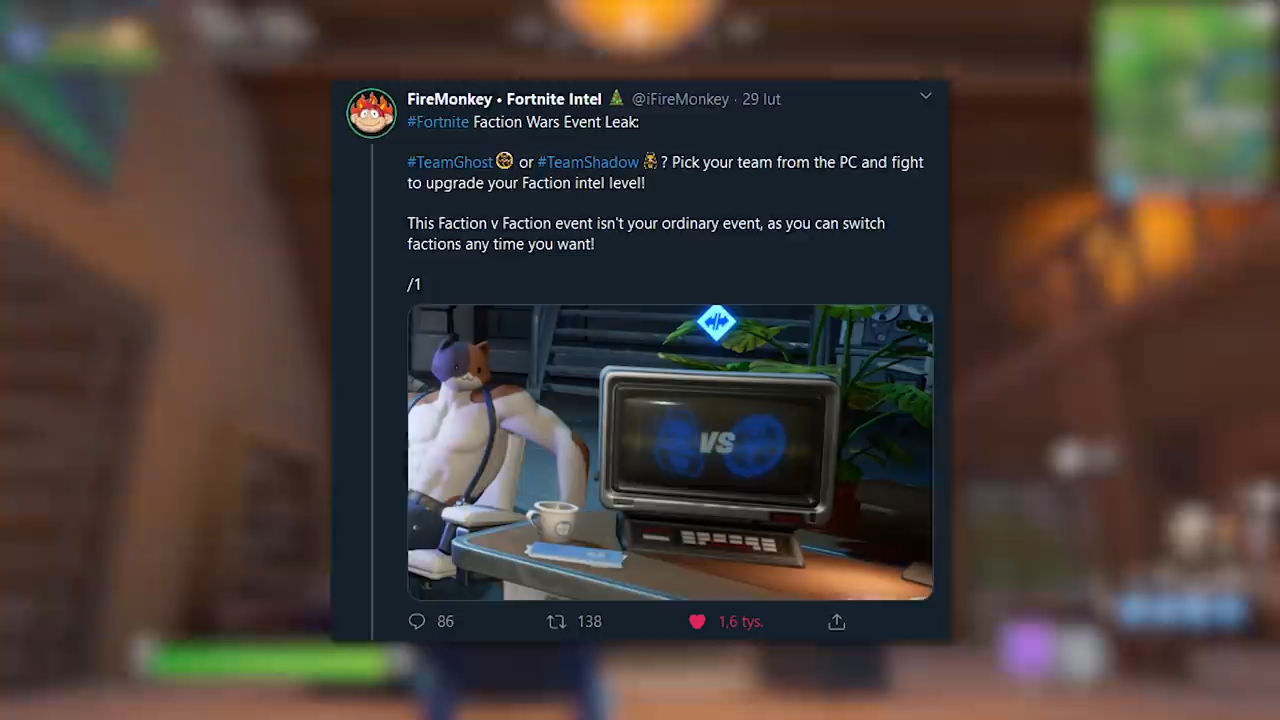 FireMonkey • Fortnite Intel 🎄 @iFireMonkey · 29 lut
#Fortnite Faction Wars Event Leak:
#TeamGhost or #TeamShadow ? Pick your team from the PC and fight
to upgrade your Faction intel level!
This Faction v Faction event isn't your ordinary event, as you can switch
factions any time you want!
/1
VS
86 138 1,6 tys.